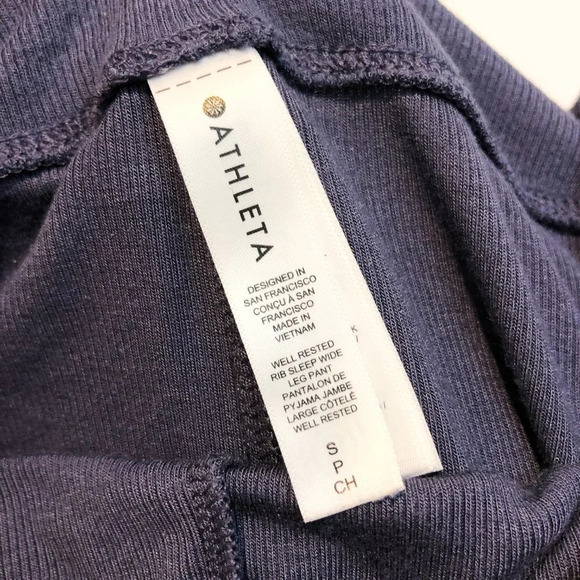 ATHLETA
DESIGNED IN
SAN FRANCISCO
CONÇU À SAN
FRANCISCO
MADE IN
VIETNAM
WELL RESTED
RIB SLEEP WIDE
LEG PANT
PANTALON DE
PYJAMA JAMBE
LARGE CÔTELÉ
WELL RESTED
S
P
CH